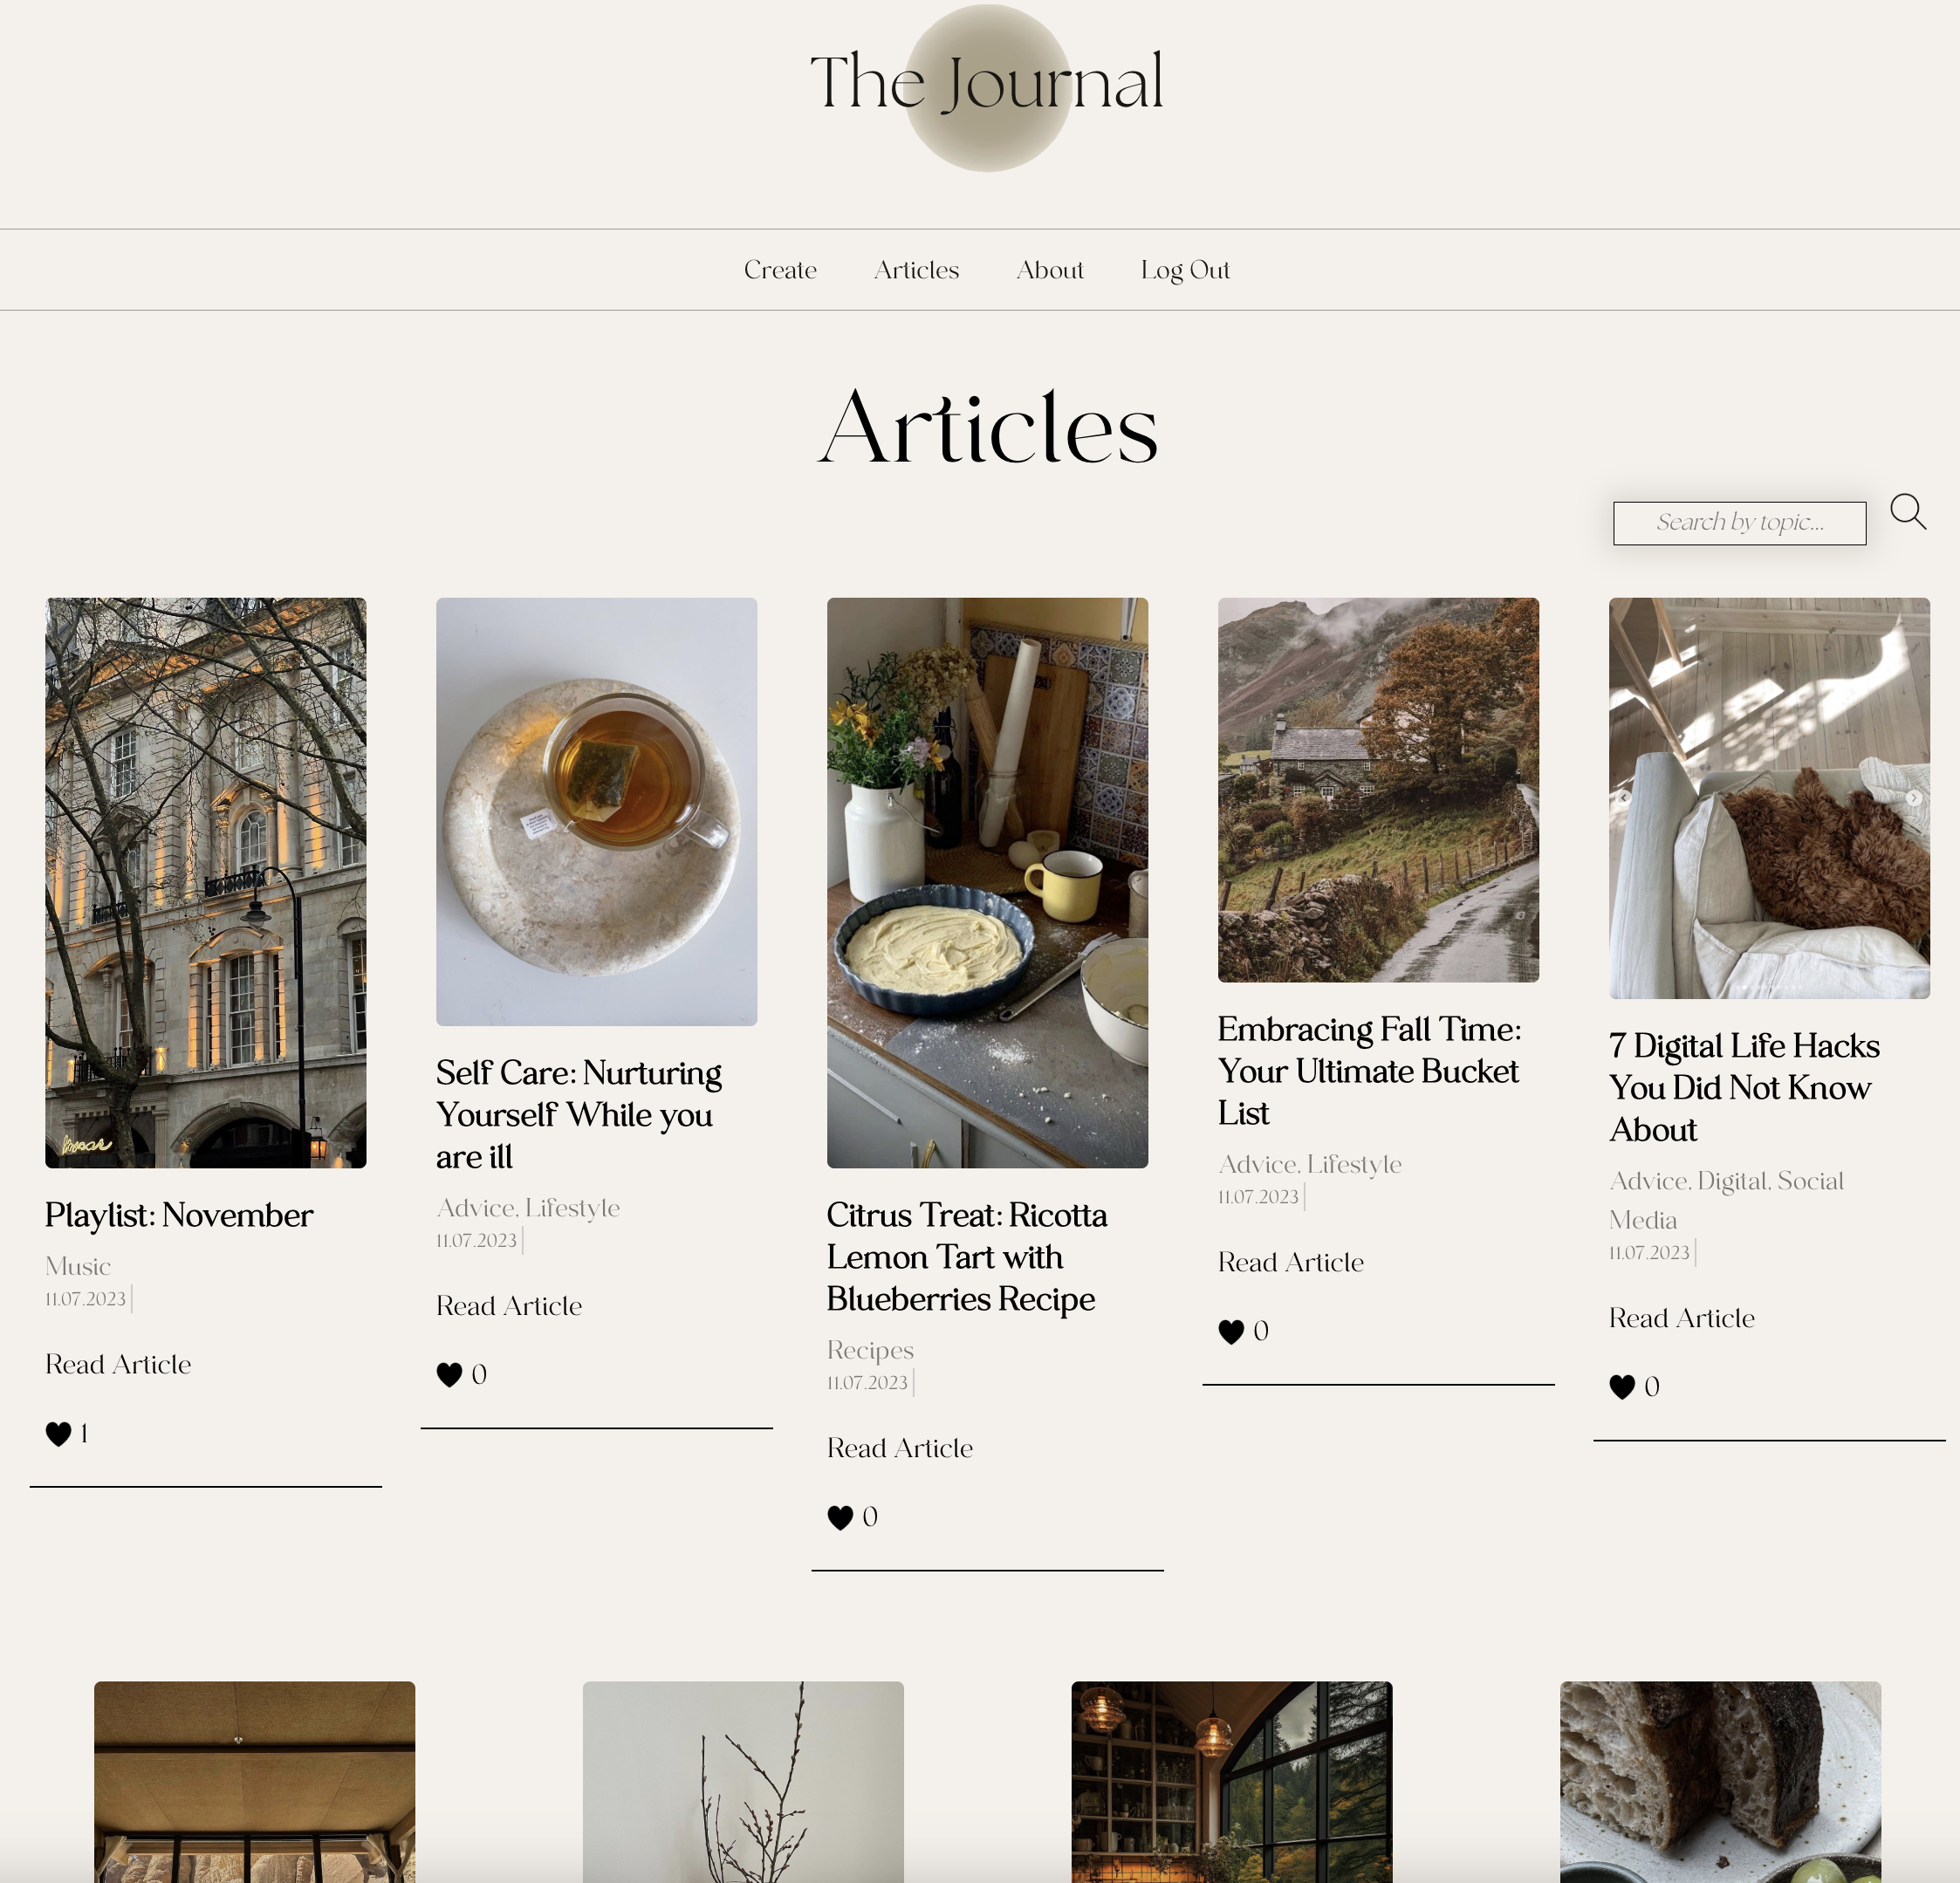 The Journal
Create Articles About Log Out
Articles
Search by topic...
Playlist: November
Music
11.07.2023
Read Article
1
Self Care: Nurturing
Yourself While you
are ill
Advice, Lifestyle
11.07.2023
Read Article
0
Citrus Treat: Ricotta
Lemon Tart with
Blueberries Recipe
Recipes
11.07.2023
Read Article
0
Embracing Fall Time:
Your Ultimate Bucket
List
Advice, Lifestyle
11.07.2023
Read Article
0
7 Digital Life Hacks
You Did Not Know
About
Advice, Digital, Social
Media
11.07.2023
Read Article
0